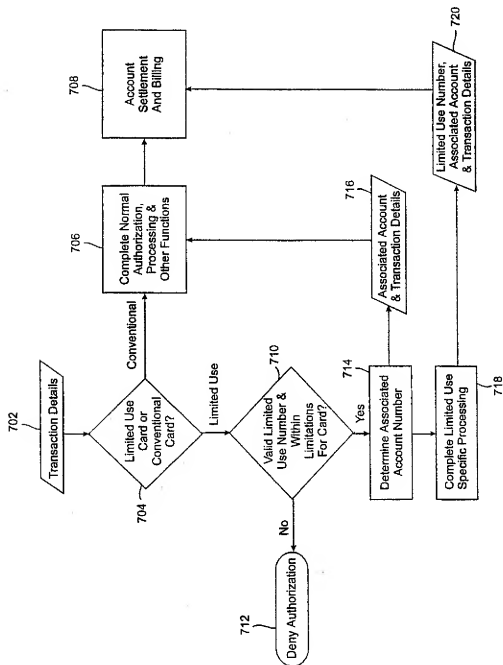 702
Transaction Details
Limited Use
Card or
Conventional
Card?
704
Conventional
706
Complete Normal
Authorization,
Processing &
Other Functions
708
Account
Settlement
And Billing
Limited Use
710
Valid Limited
Use Number &
Within
Limitations
For Card?
No
712
Deny Authorization
Yes
714
Determine Associated
Account Number
716
Associated Account
& Transaction Details
Complete Limited Use
Specific Processing
718
720
Limited Use Number,
Associated Account
& Transaction Details